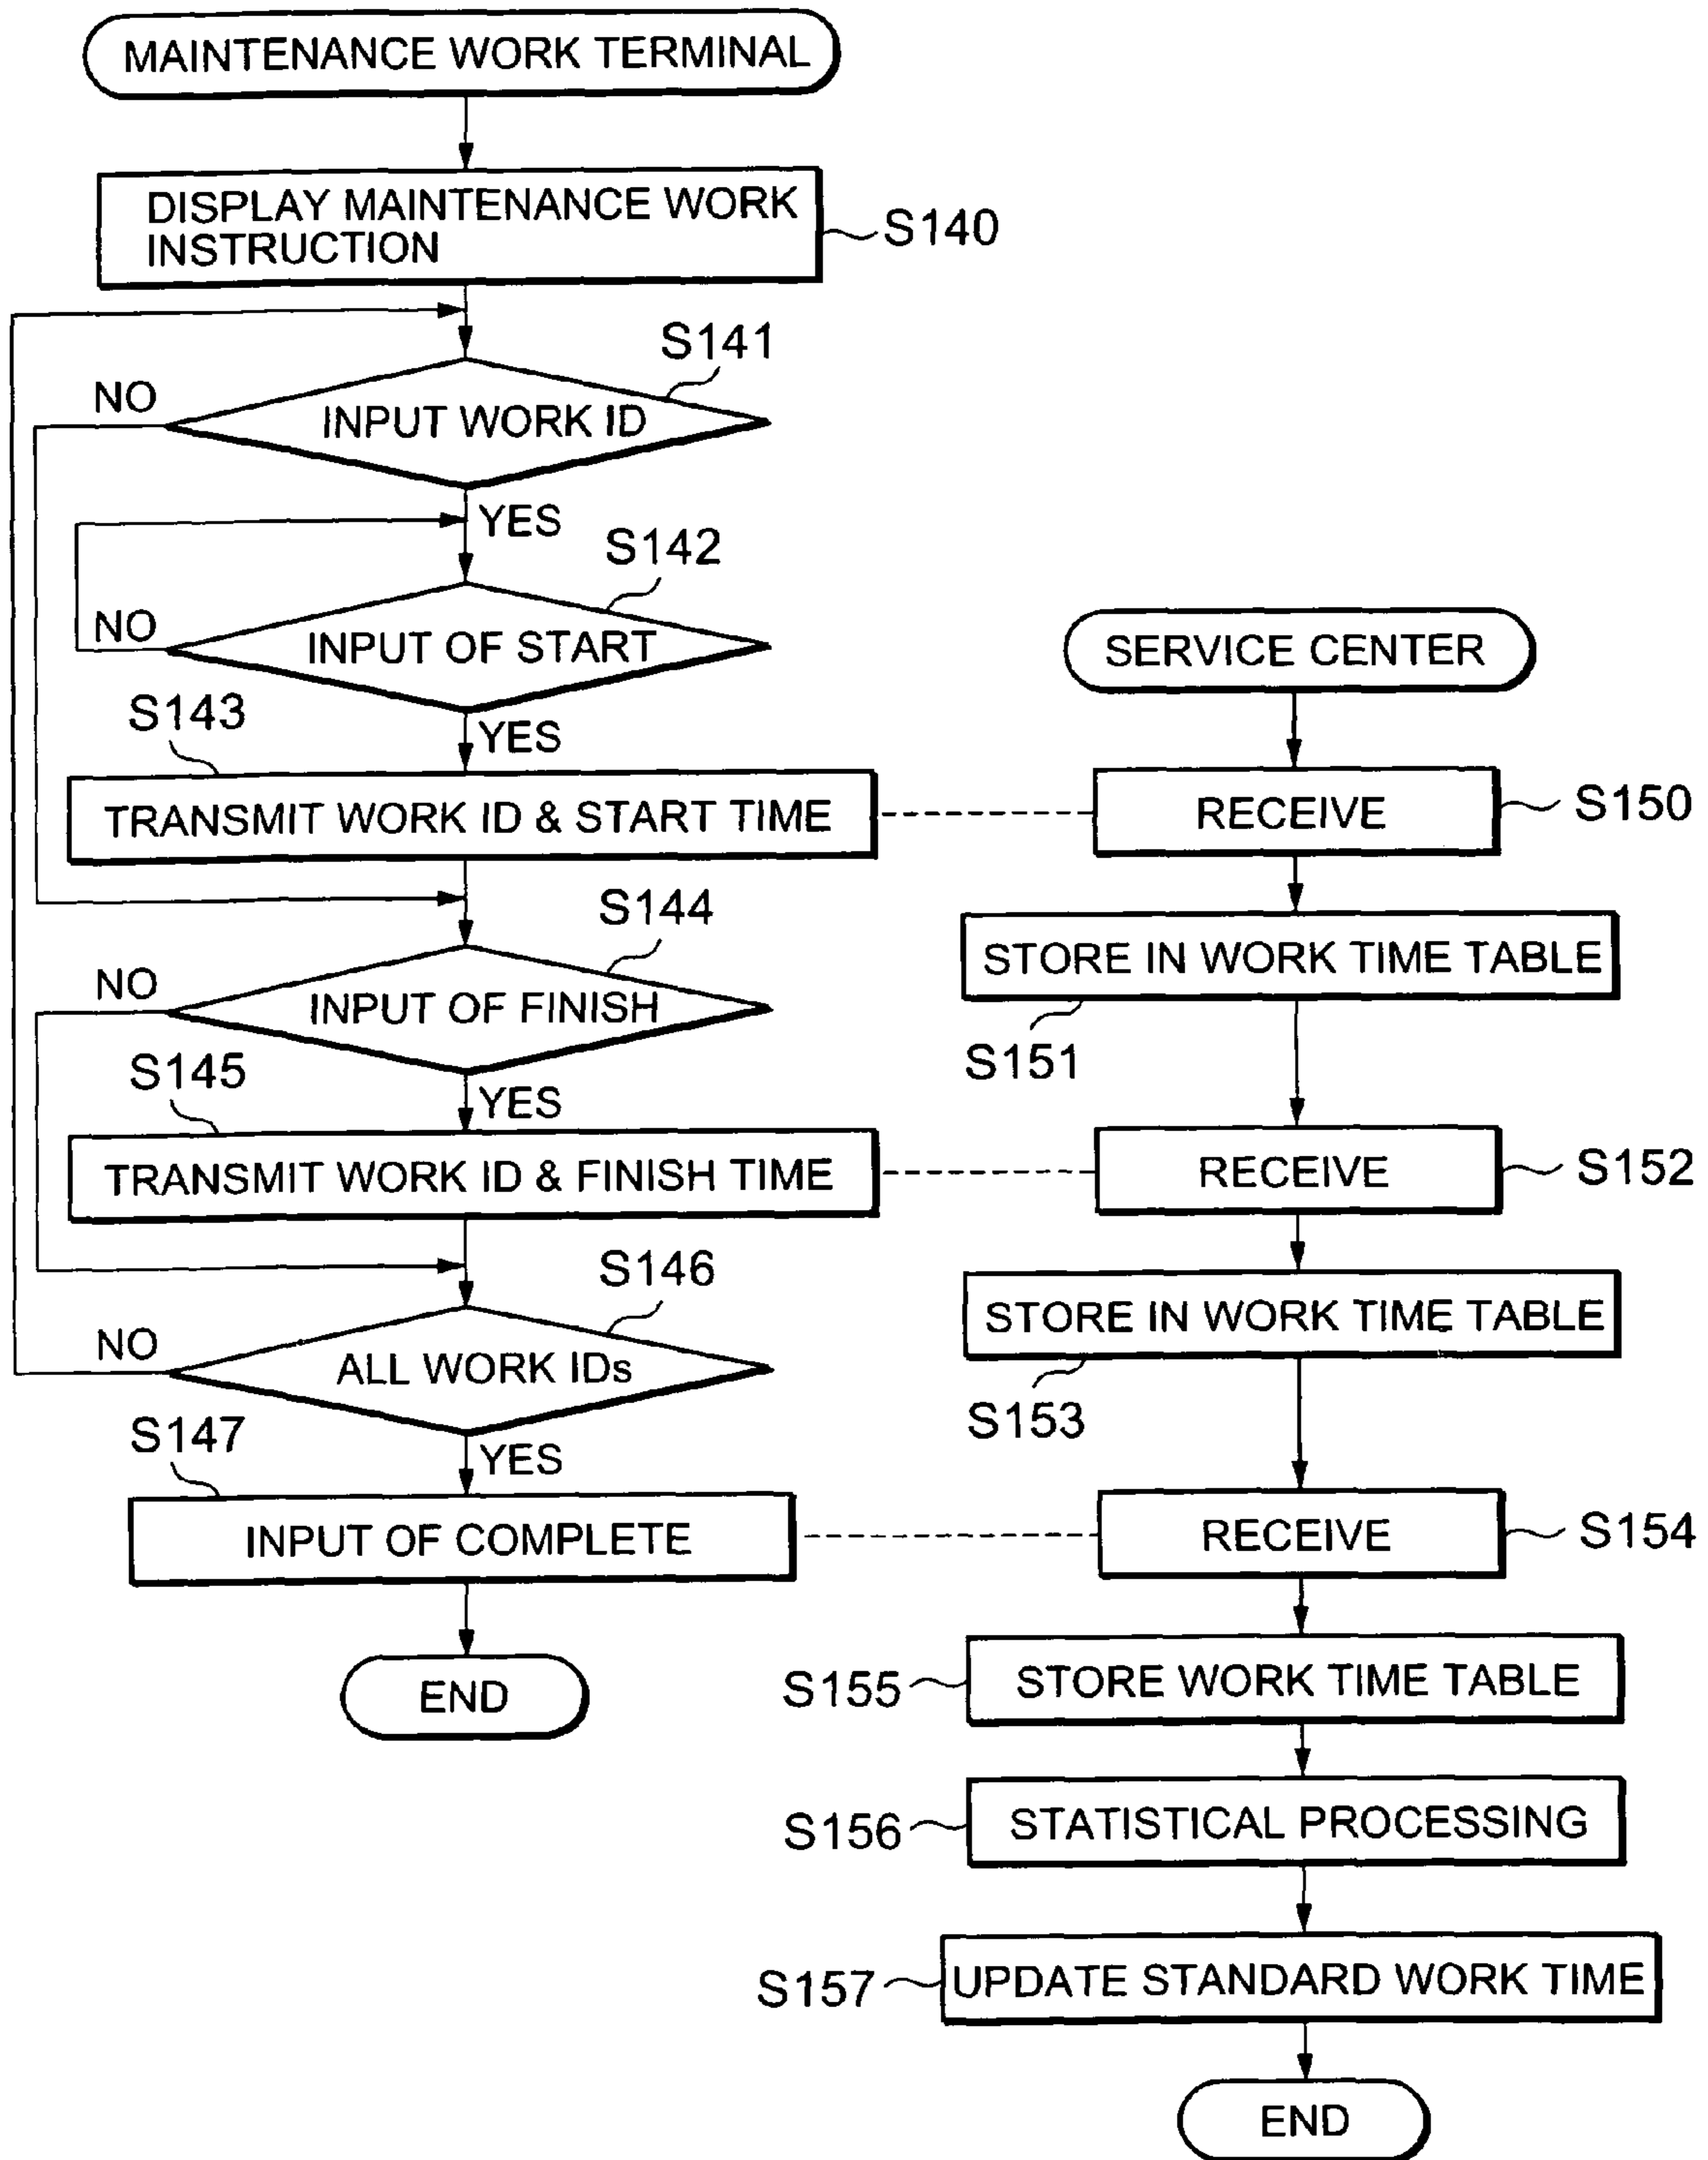 MAINTENANCE WORK TERMINAL
DISPLAY MAINTENANCE WORK
INSTRUCTION
S140
S141
NO
INPUT WORK ID
YES
S142
NO
INPUT OF START
S143
YES
TRANSMIT WORK ID & START TIME
S144
NO
INPUT OF FINISH
S145
YES
TRANSMIT WORK ID & FINISH TIME
S146
NO
ALL WORK IDs
S147
YES
INPUT OF COMPLETE
END
SERVICE CENTER
RECEIVE
S150
STORE IN WORK TIME TABLE
S151
RECEIVE
S152
STORE IN WORK TIME TABLE
S153
RECEIVE
S154
S155
STORE WORK TIME TABLE
S156
STATISTICAL PROCESSING
S157
UPDATE STANDARD WORK TIME
END